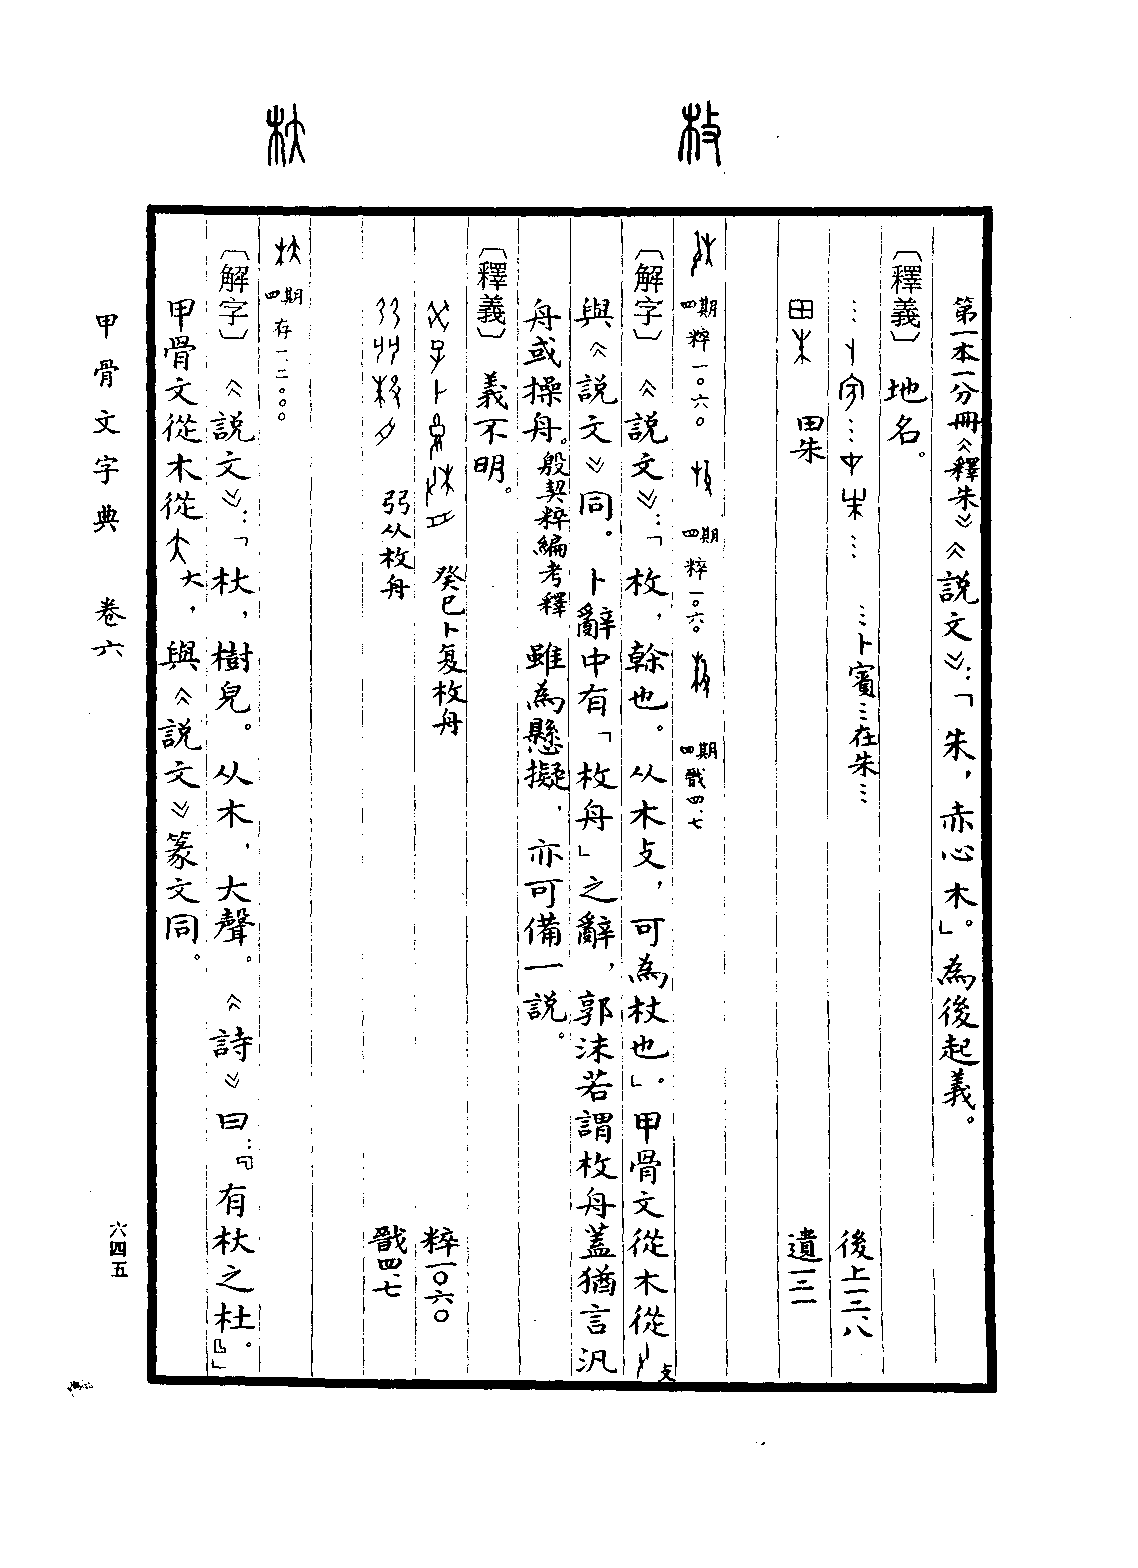 枚
杕
第一本一分冊《釋朱》《說文》：「朱，赤心木」。為後起義。
〔釋義〕地名。
…卜…中朱… …卜賓…在朱… 後上一二、八
田朱 田朱 遺一二一
四期 粹一〇六〇 四期 粹一〇六〇 四期 戩四、七
〔解字〕《說文》：「枚，榦也。从木攴，可為杖也」。甲骨文從木從攴
與《說文》同。卜辭中有「枚舟」之辭，郭沫若謂枚舟蓋猶言汎
舟或操舟。殷契粹編考釋 雖為懸擬，亦可備一說。
〔釋義〕義不明。
癸巳卜复枚舟 粹一〇六〇
弜从枚舟 戩四、七
四期 存一、二〇〇〇
〔解字〕《說文》：「杕，樹皃。从木，大聲。《詩》曰：『有杕之杜。』」
甲骨文從木從大，與《說文》篆文同。
甲骨文字典 卷六
六四五